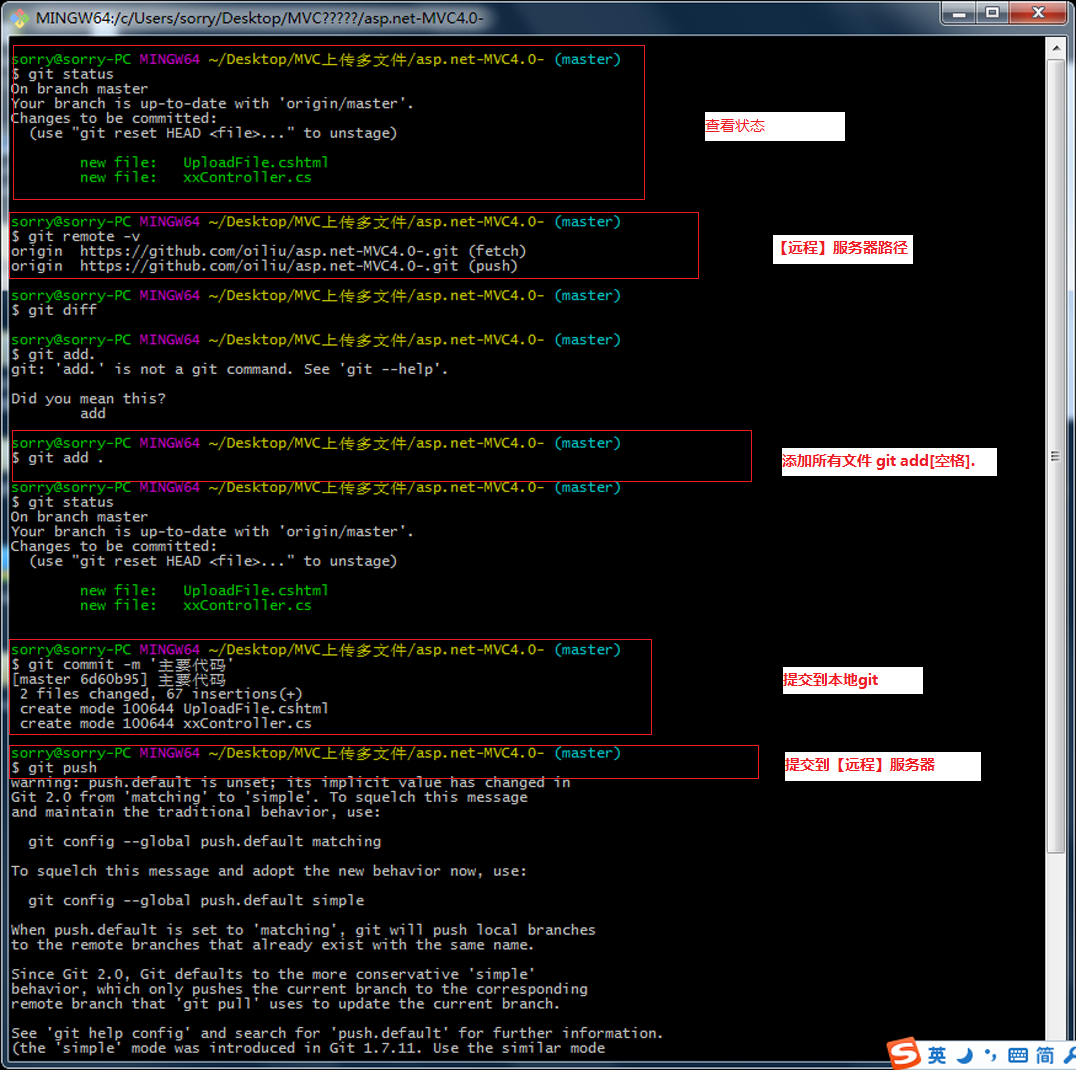 MINGW64:/c/Users/sorry/Desktop/MVC?????/asp.net-MVC4.0-
sorry@sorry-PC MINGW64 ~/Desktop/MVC上传多文件/asp.net-MVC4.0- (master)
$ git status
On branch master
Your branch is up-to-date with 'origin/master'.
Changes to be committed:
(use "git reset HEAD <file>..." to unstage)
查看状态
new file: UploadFile.cshtml
new file: xxController.cs
sorry@sorry-PC MINGW64 ~/Desktop/MVC上传多文件/asp.net-MVC4.0- (master)
$ git remote -v
origin https://github.com/oiliu/asp.net-MVC4.0-.git (fetch)
origin https://github.com/oiliu/asp.net-MVC4.0-.git (push)
【远程】服务器路径
sorry@sorry-PC MINGW64 ~/Desktop/MVC上传多文件/asp.net-MVC4.0- (master)
$ git diff
sorry@sorry-PC MINGW64 ~/Desktop/MVC上传多文件/asp.net-MVC4.0- (master)
$ git add.
git: 'add.' is not a git command. See 'git --help'.
Did you mean this?
add
sorry@sorry-PC MINGW64 ~/Desktop/MVC上传多文件/asp.net-MVC4.0- (master)
$ git add .
添加所有文件 git add[空格].
sorry@sorry-PC MINGW64 ~/Desktop/MVC上传多文件/asp.net-MVC4.0- (master)
$ git status
On branch master
Your branch is up-to-date with 'origin/master'.
Changes to be committed:
(use "git reset HEAD <file>..." to unstage)
new file: UploadFile.cshtml
new file: xxController.cs
sorry@sorry-PC MINGW64 ~/Desktop/MVC上传多文件/asp.net-MVC4.0- (master)
$ git commit -m '主要代码'
[master 6d60b95] 主要代码
2 files changed, 67 insertions(+)
create mode 100644 UploadFile.cshtml
create mode 100644 xxController.cs
提交到本地git
sorry@sorry-PC MINGW64 ~/Desktop/MVC上传多文件/asp.net-MVC4.0- (master)
$ git push
提交到【远程】服务器
warning: push.default is unset; its implicit value has changed in
Git 2.0 from 'matching' to 'simple'. To squelch this message
and maintain the traditional behavior, use:
git config --global push.default matching
To squelch this message and adopt the new behavior now, use:
git config --global push.default simple
When push.default is set to 'matching', git will push local branches
to the remote branches that already exist with the same name.
Since Git 2.0, Git defaults to the more conservative 'simple'
behavior, which only pushes the current branch to the corresponding
remote branch that 'git pull' uses to update the current branch.
See 'git help config' and search for 'push.default' for further information.
(the 'simple' mode was introduced in Git 1.7.11. Use the similar mode
英 简